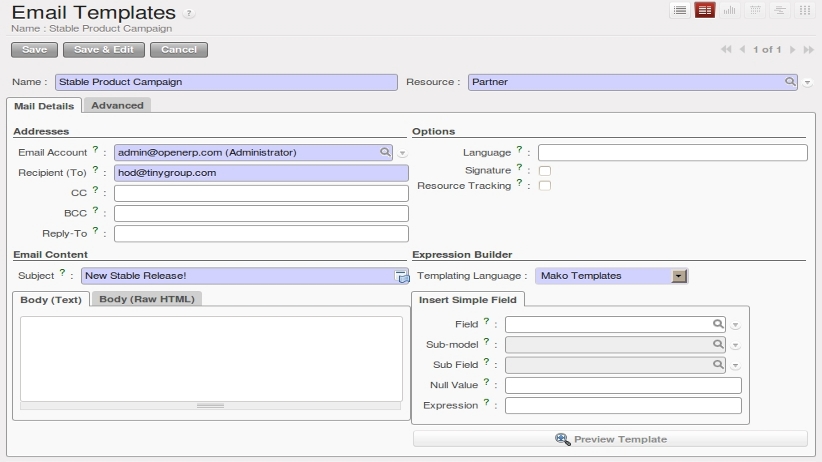 Email Templates ?
Name : Stable Product Campaign
Save Save & Edit Cancel 1 of 1
Name : Stable Product Campaign Resource : Partner
Mail Details Advanced
Addresses Options
Email Account ? : admin@openerp.com (Administrator) Language ? :
Recipient (To) ? : hod@tinygroup.com Signature ? :
CC ? : Resource Tracking ? :
BCC ? :
Reply-To ? :
Email Content Expression Builder
Subject ? : New Stable Release! Templating Language : Mako Templates
Body (Text) Body (Raw HTML) Insert Simple Field
Field ? :
Sub-model ? :
Sub Field ? :
Null Value ? :
Expression ? :
Preview Template